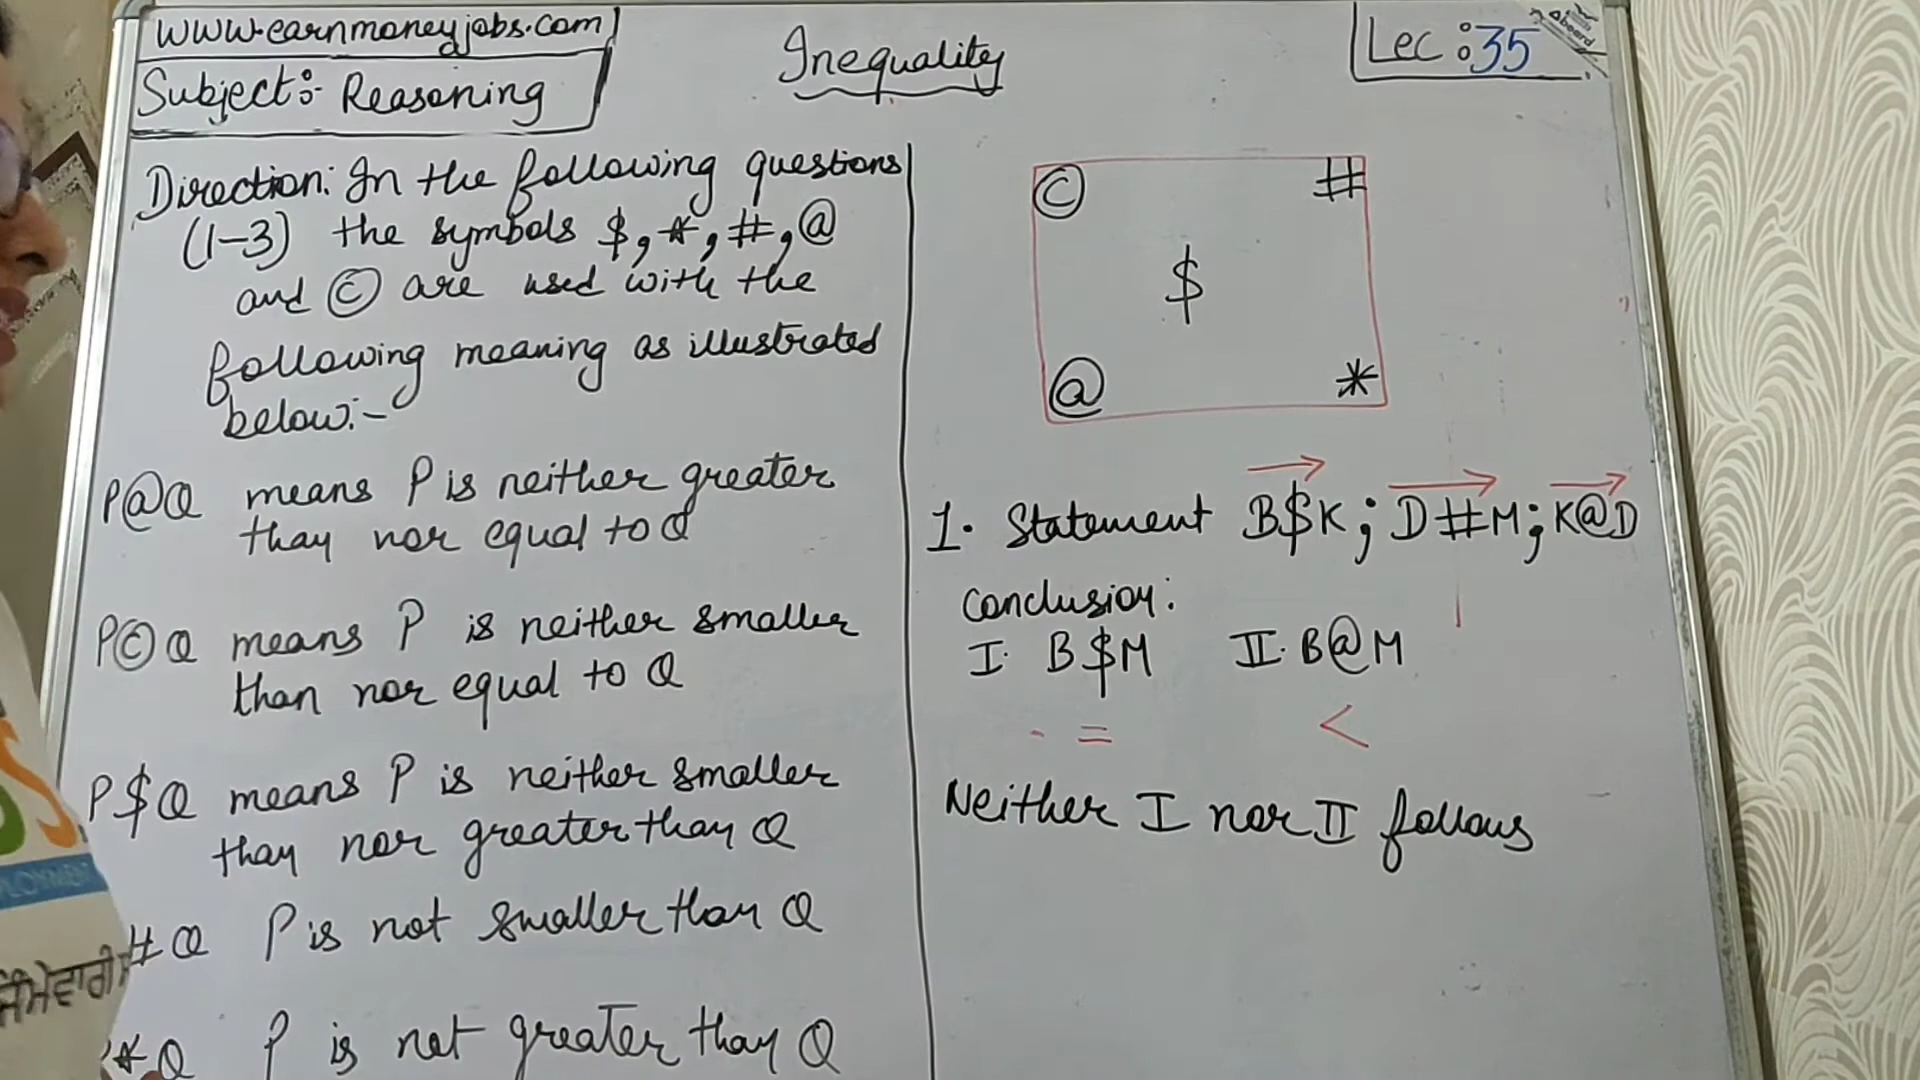 www.earnmoneyjobs.com
Subject:- Reasoning
Inequality
Lec: 35
Direction: In the following questions
(1-3) the symbols $, *, #, @
and © are used with the
following meaning as illustrated
below:-
P@Q means P is neither greater
than nor equal to Q
P©Q means P is neither smaller
than nor equal to Q
P$Q means P is neither smaller
than nor greater than Q
#Q P is not smaller than Q
*Q P is not greater than Q
© #
$
@ *
1. Statement B$K; D#M; K@D
Conclusion:
I. B$M II. B@M
= <
Neither I nor II follows